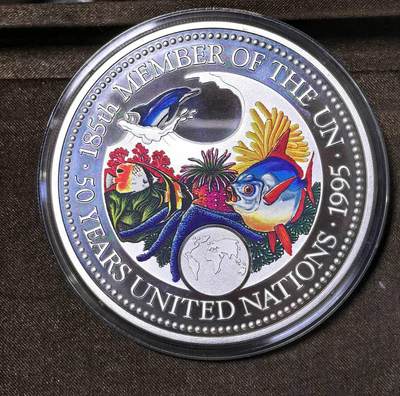 185th MEMBER OF THE UN · 1995 ·
50 YEARS UNITED NATIONS